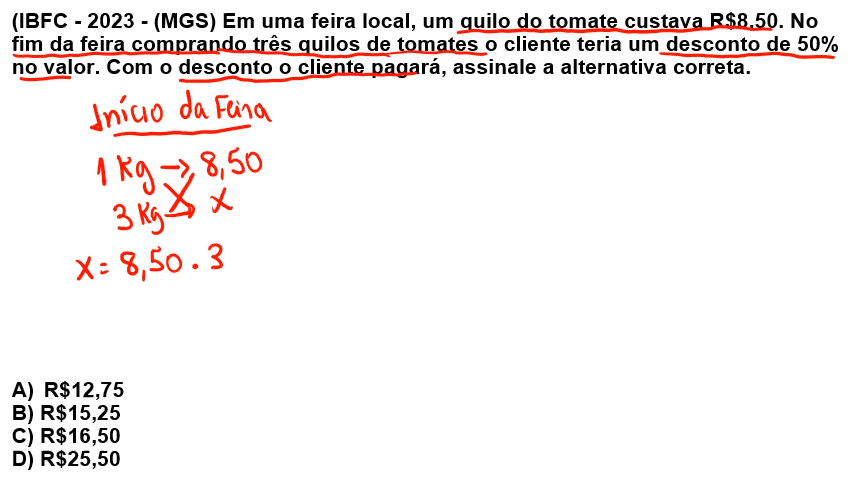 (IBFC - 2023 - (MGS) Em uma feira local, um quilo do tomate custava R$8,50. No
fim da feira comprando três quilos de tomates o cliente teria um desconto de 50%
no valor. Com o desconto o cliente pagará, assinale a alternativa correta.
Início da Feira
1 Kg → 8,50
3 Kg → x
x = 8,50 . 3
A) R$12,75
B) R$15,25
C) R$16,50
D) R$25,50